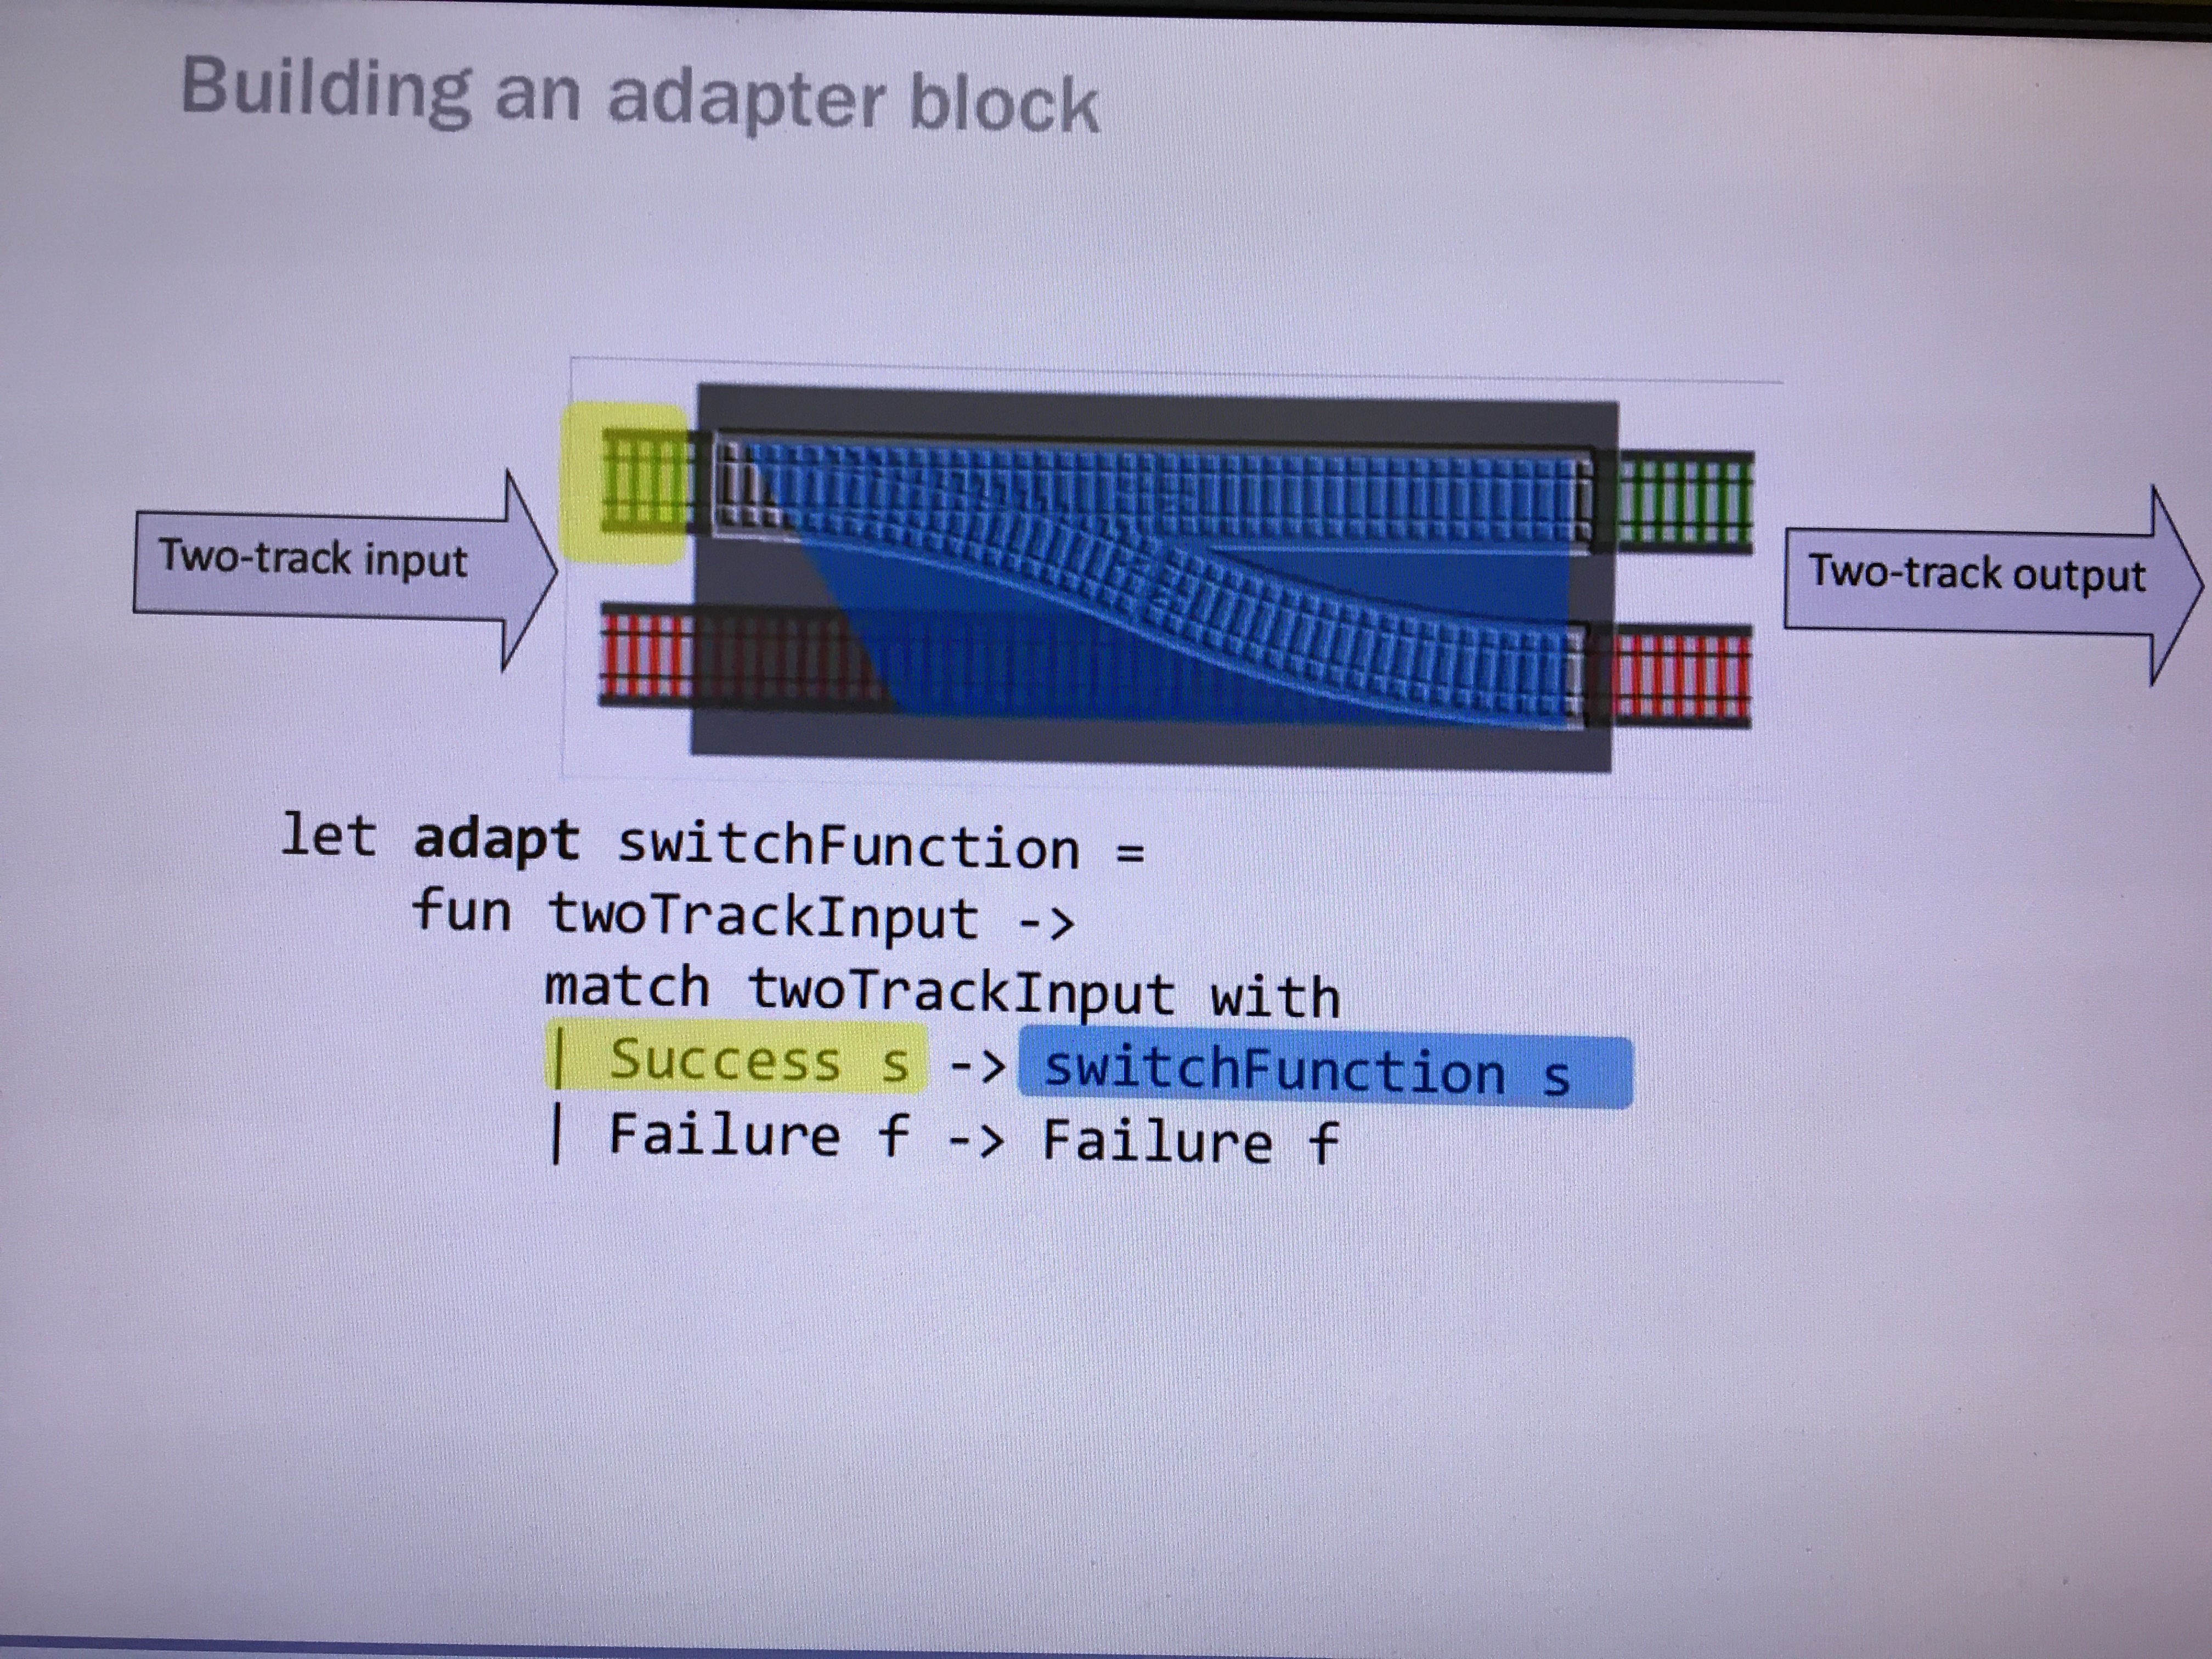 Building an adapter block
Two-track input
Two-track output
let adapt switchFunction =
fun twoTrackInput ->
match twoTrackInput with
| Success s -> switchFunction s
| Failure f -> Failure f